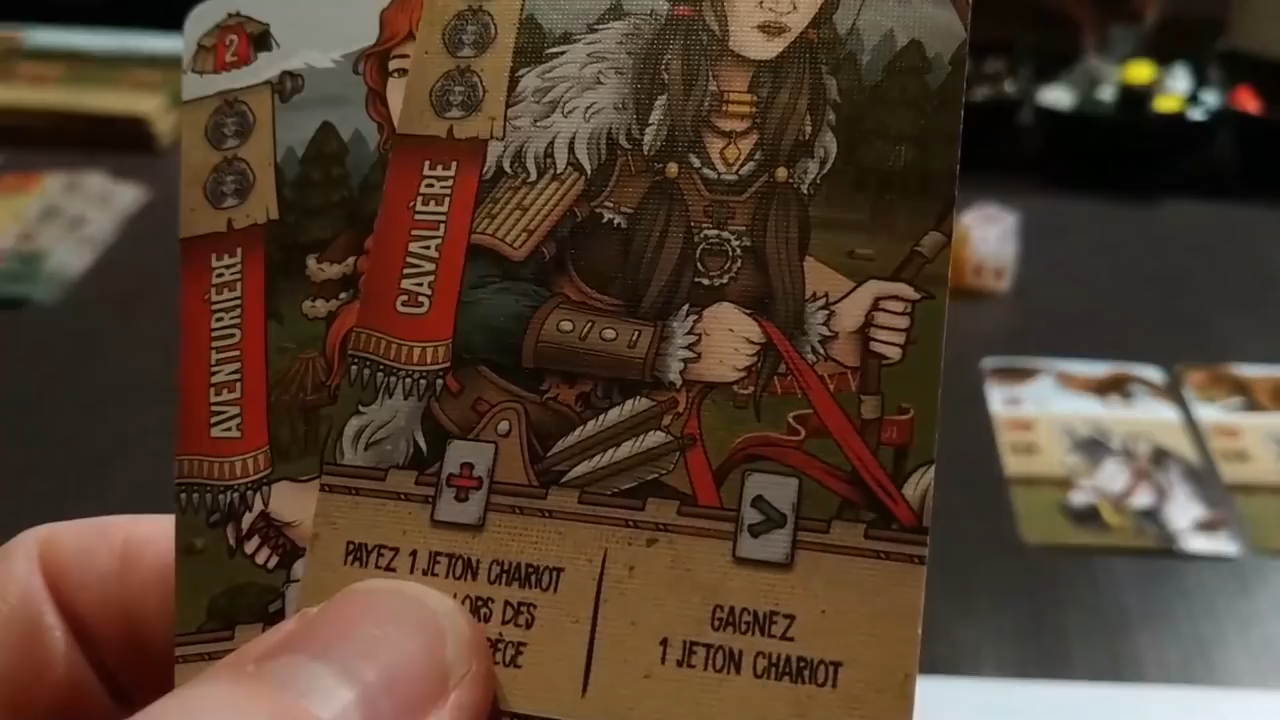 2
AVENTURIÈRE
CAVALIÈRE
PAYEZ 1 JETON CHARIOT
LORS DES
GAGNEZ
1 JETON CHARIOT